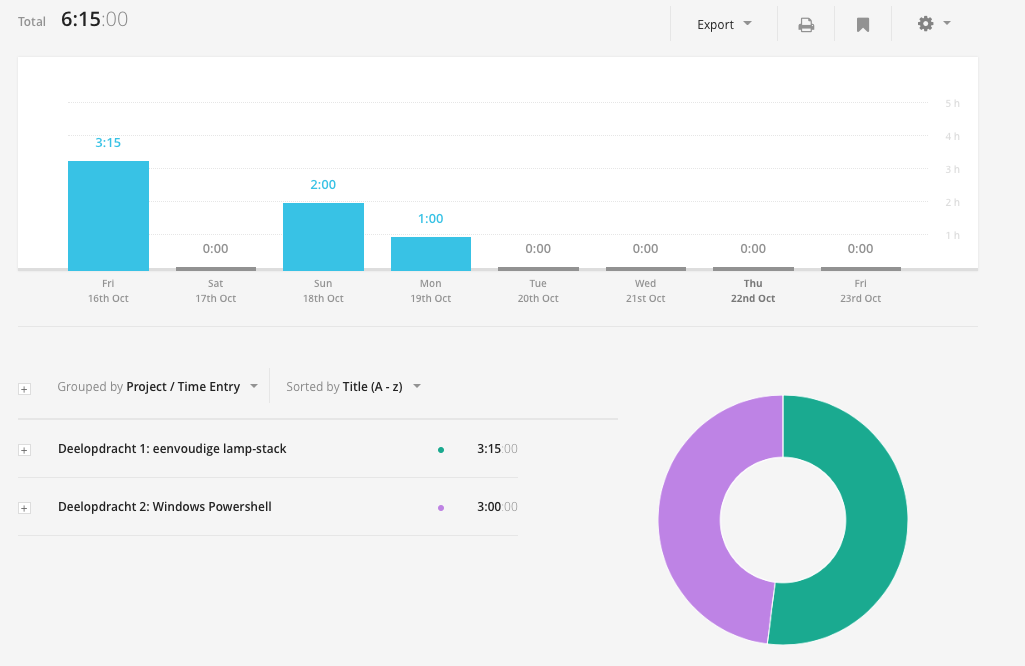 Total 6:15:00
Export
5 h
4 h
3:15
3 h
2:00
2 h
1:00
1 h
0:00 0:00 0:00 0:00 0:00
Fri Sat Sun Mon Tue Wed Thu Fri
16th Oct 17th Oct 18th Oct 19th Oct 20th Oct 21st Oct 22nd Oct 23rd Oct
Grouped by Project / Time Entry Sorted by Title (A - z)
Deelopdracht 1: eenvoudige lamp-stack 3:15:00
Deelopdracht 2: Windows Powershell 3:00:00